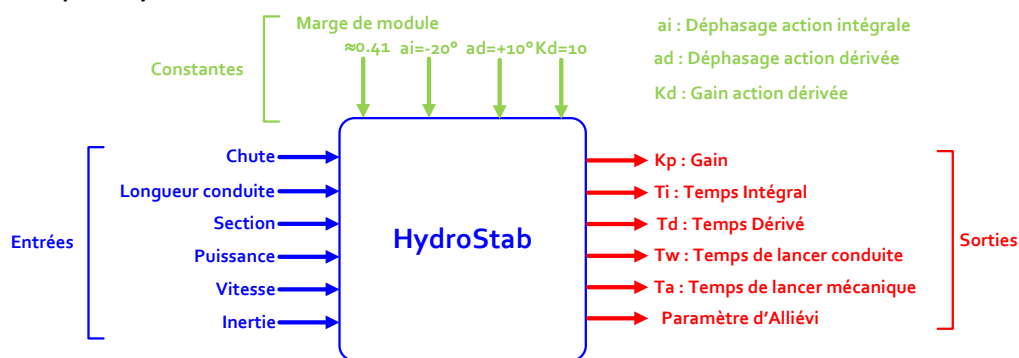 Marge de module
≈0.41 ai=-20° ad=+10° Kd=10
Constantes
ai : Déphasage action intégrale
ad : Déphasage action dérivée
Kd : Gain action dérivée
Entrées
Chute
Longueur conduite
Section
Puissance
Vitesse
Inertie
HydroStab
Kp : Gain
Ti : Temps Intégral
Td : Temps Dérivé
Tw : Temps de lancer conduite
Ta : Temps de lancer mécanique
Paramètre d'Alliévi
Sorties